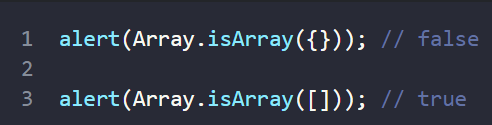 1 alert(Array.isArray({})); // false
2
3 alert(Array.isArray([])); // true